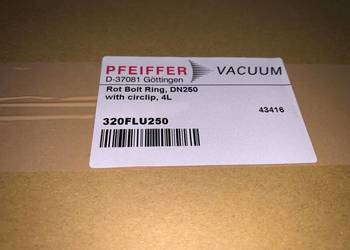 PFEIFFER VACUUM
D-37081 Göttingen
Rot Bolt Ring, DN250
with circlip, 4L
43416
320FLU250